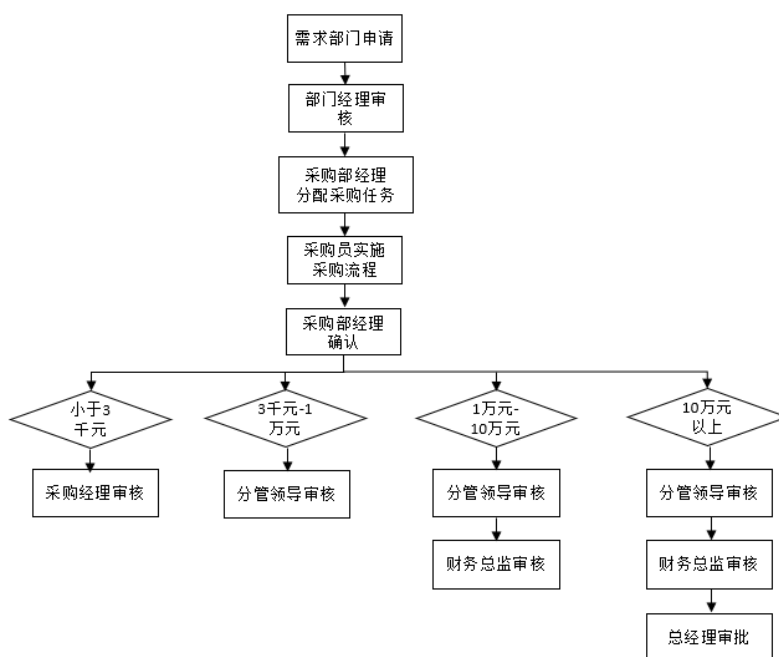 需求部门申请
部门经理审
核
采购部经理
分配采购任务
采购员实施
采购流程
采购部经理
确认
小于3
千元
3千元-1
万元
1万元-
10万元
10万元
以上
采购经理审核
分管领导审核
分管领导审核
分管领导审核
财务总监审核
财务总监审核
总经理审批